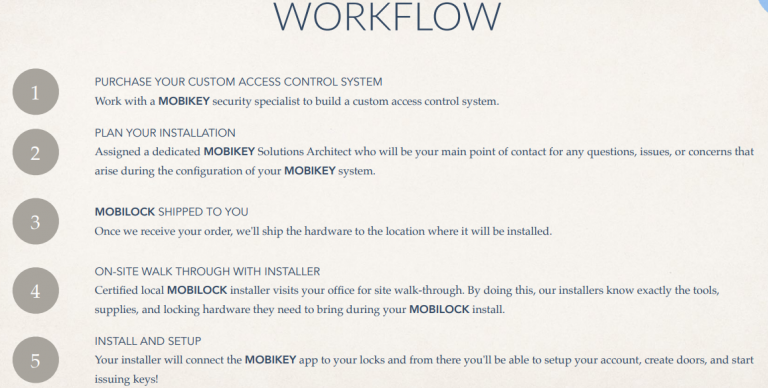 WORKFLOW
1
PURCHASE YOUR CUSTOM ACCESS CONTROL SYSTEM
Work with a MOBIKEY security specialist to build a custom access control system.
2
PLAN YOUR INSTALLATION
Assigned a dedicated MOBIKEY Solutions Architect who will be your main point of contact for any questions, issues, or concerns that
arise during the configuration of your MOBIKEY system.
3
MOBILOCK SHIPPED TO YOU
Once we receive your order, we'll ship the hardware to the location where it will be installed.
4
ON-SITE WALK THROUGH WITH INSTALLER
Certified local MOBILOCK installer visits your office for site walk-through. By doing this, our installers know exactly the tools,
supplies, and locking hardware they need to bring during your MOBILOCK install.
5
INSTALL AND SETUP
Your installer will connect the MOBIKEY app to your locks and from there you'll be able to setup your account, create doors, and start
issuing keys!